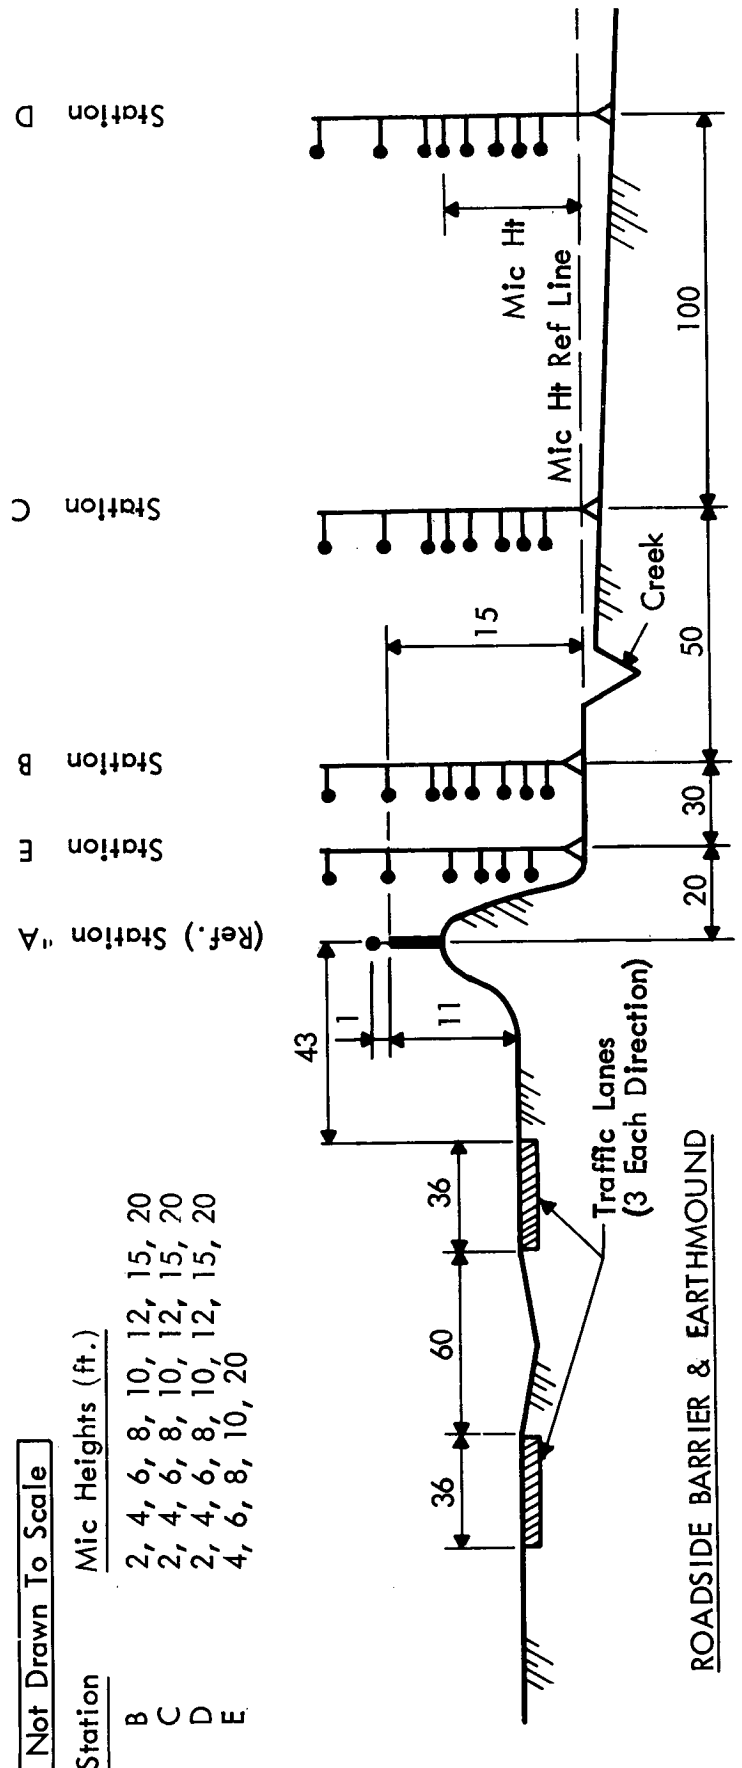 Not Drawn To Scale
Station Mic Heights (ft.)
B 2, 4, 6, 8, 10, 12, 15, 20
C 2, 4, 6, 8, 10, 12, 15, 20
D 2, 4, 6, 8, 10, 12, 15, 20
E 4, 6, 8, 10, 20
(Ref.) Station "A
Station E
Station B
Station C
Station D
43
1
11
15
Mic Ht
Mic Ht Ref Line
36
60
36
Creek
Traffic Lanes
(3 Each Direction)
20
30
50
100
ROADSIDE BARRIER & EARTHMOUND